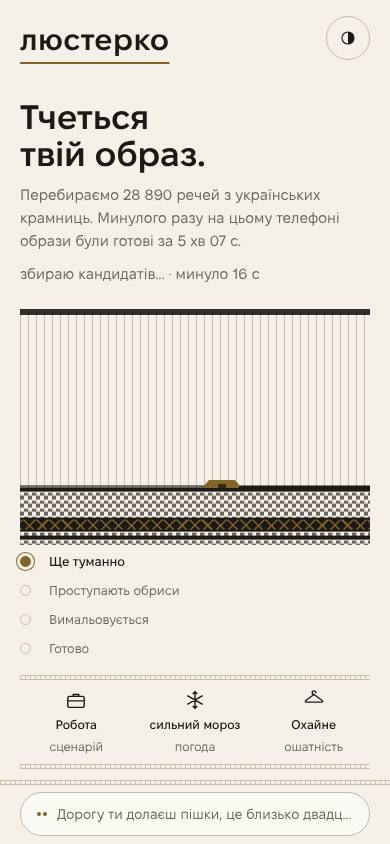 люстерко
Тчеться
твій образ.
Перебираємо 28 890 речей з українських
крамниць. Минулого разу на цьому телефоні
образи були готові за 5 хв 07 с.
збираю кандидатів… · минуло 16 с
Ще туманно
Проступають обриси
Вимальовується
Готово
Робота сильний мороз Охайне
сценарій погода ошатність
Дорогу ти долаєш пішки, це близько двадц…